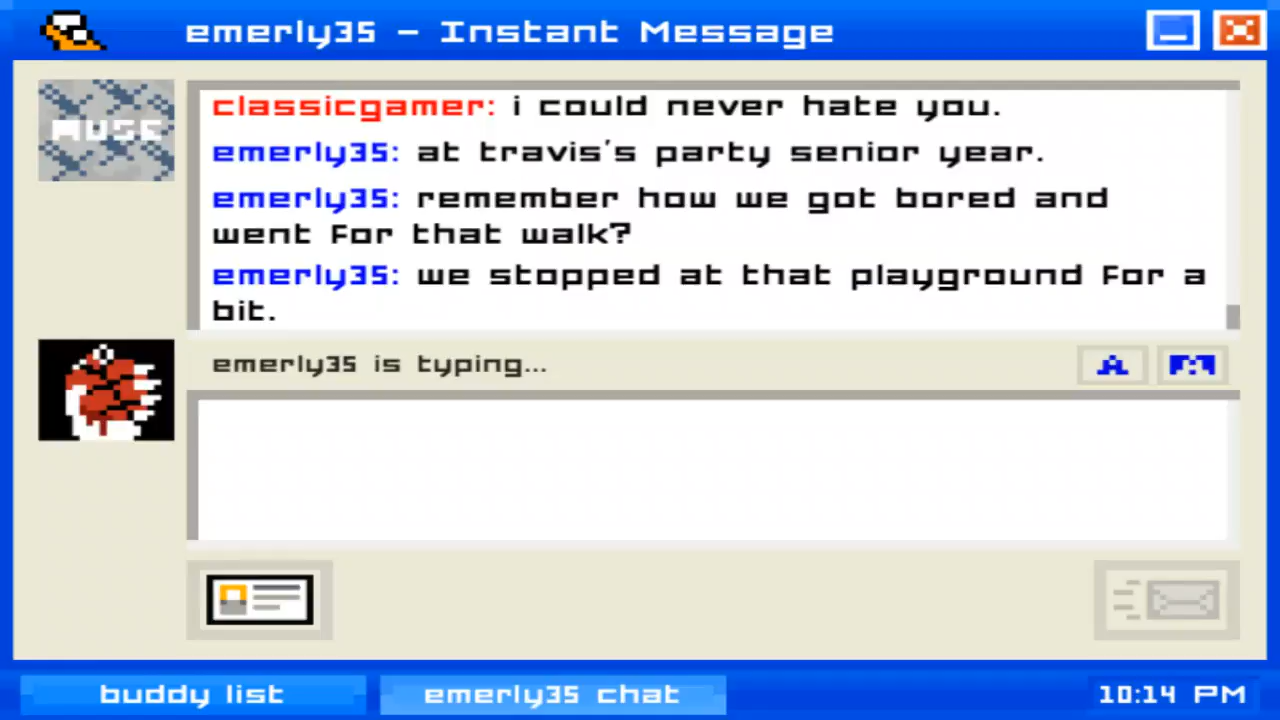 emerly35 - Instant Message
MUSE
classicgamer: i could never hate you.
emerly35: at travis's party senior year.
emerly35: remember how we got bored and
went for that walk?
emerly35: we stopped at that playground for a
bit.
emerly35 is typing...
A
buddy list
emerly35 chat
10:14 PM